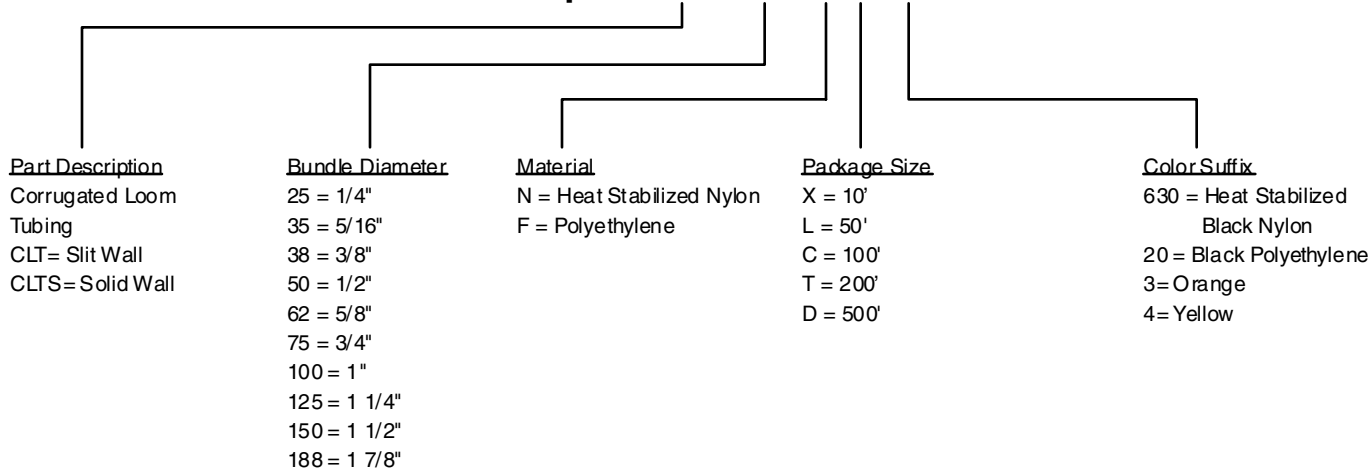 Part Description
Corrugated Loom
Tubing
CLT= Slit Wall
CLTS= Solid Wall
Bundle Diameter
25 = 1/4"
35 = 5/16"
38 = 3/8"
50 = 1/2"
62 = 5/8"
75 = 3/4"
100 = 1"
125 = 1 1/4"
150 = 1 1/2"
188 = 1 7/8"
Material
N = Heat Stabilized Nylon
F = Polyethylene
Package Size
X = 10'
L = 50'
C = 100'
T = 200'
D = 500'
Color Suffix
630 = Heat Stabilized
Black Nylon
20 = Black Polyethylene
3=Orange
4=Yellow